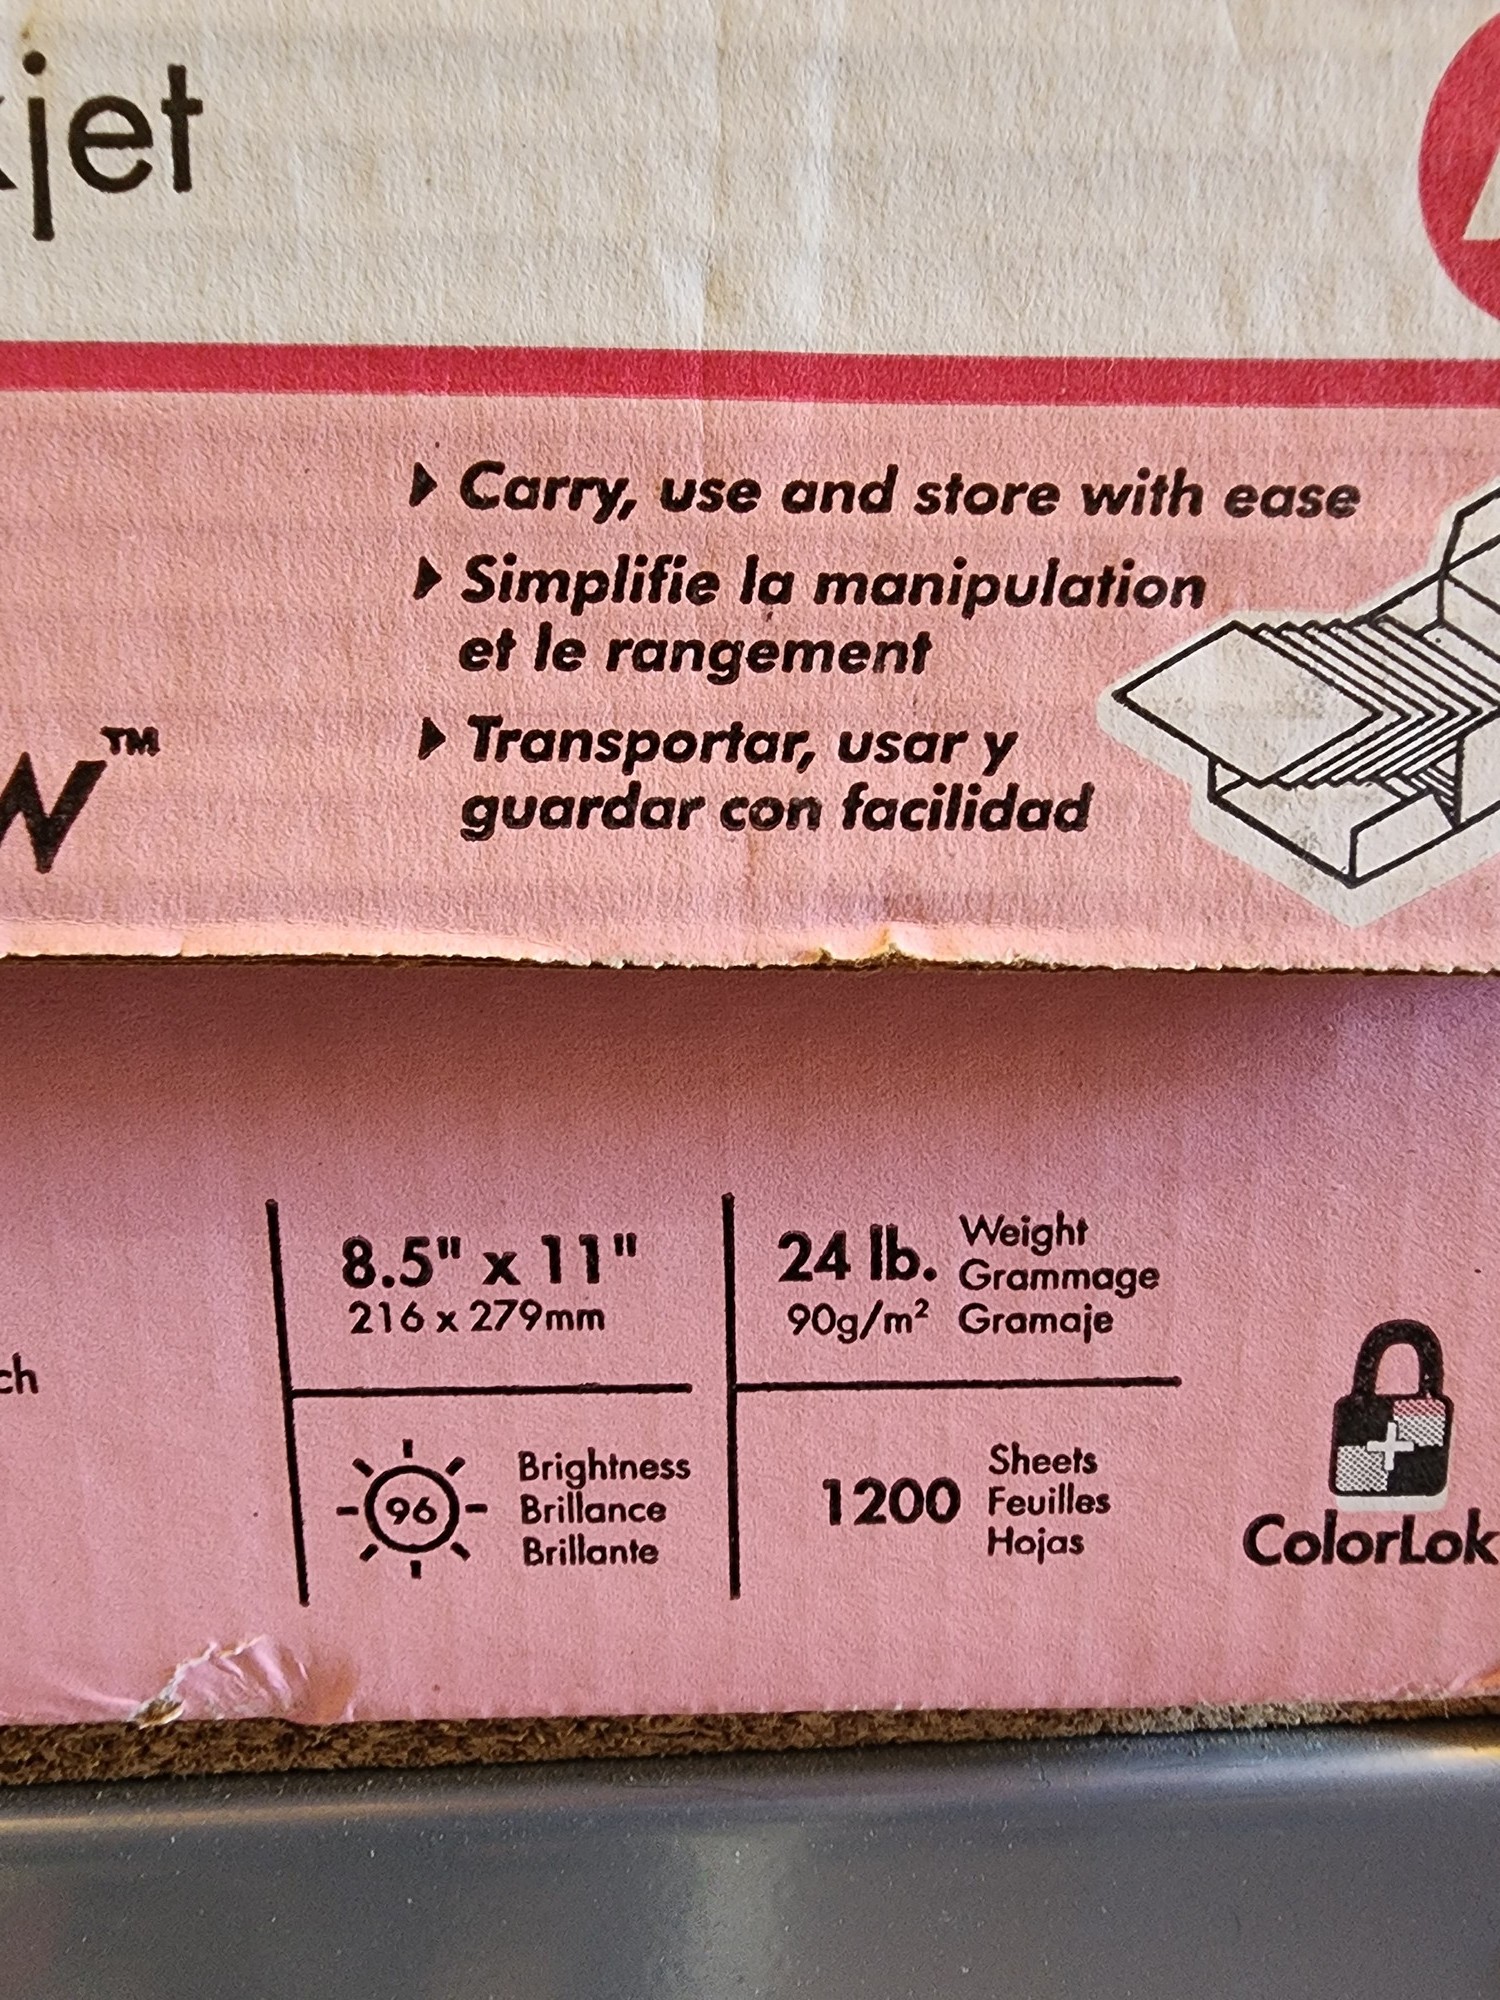 jet
Carry, use and store with ease
Simplifie la manipulation
et le rangement
Transportar, usar y
guardar con facilidad
W™
8.5" x 11"
216 x 279mm
24 lb. Weight
Grammage
90g/m² Gramaje
ch
96
Brightness
Brillance
Brillante
1200
Sheets
Feuilles
Hojas
ColorLok